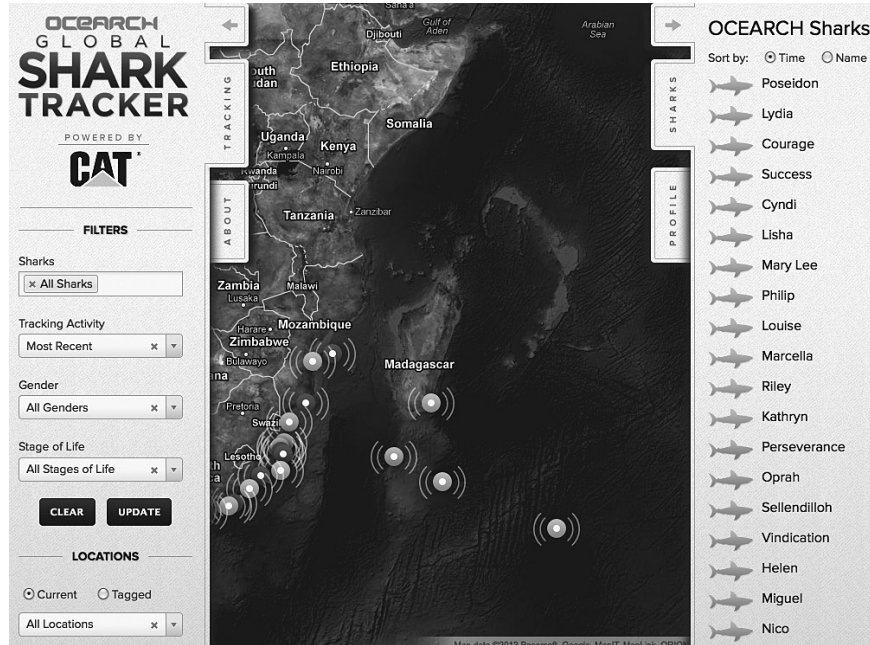 OCEARCH
GLOBAL
SHARK
TRACKER
POWERED BY
CAT
FILTERS
Sharks
× All Sharks
Tracking Activity
Most Recent ×
Gender
All Genders ×
Stage of Life
All Stages of Life ×
CLEAR UPDATE
LOCATIONS
Current Tagged
All Locations ×
TRACKING
ABOUT
Sana'a
Gulf of
Aden
Djibouti
Arabian
Sea
Ethiopia
Somalia
Uganda
Kampala
Kenya
Nairobi
Tanzania
Zanzibar
Zambia
Lusaka
Malawi
Harare
Mozambique
Zimbabwe
Bulawayo
Madagascar
Pretoria
Swazi
Lesotho
SHARKS
PROFILE
OCEARCH Sharks
Sort by: Time Name
Poseidon
Lydia
Courage
Success
Cyndi
Lisha
Mary Lee
Philip
Louise
Marcella
Riley
Kathryn
Perseverance
Oprah
Sellendilloh
Vindication
Helen
Miguel
Nico